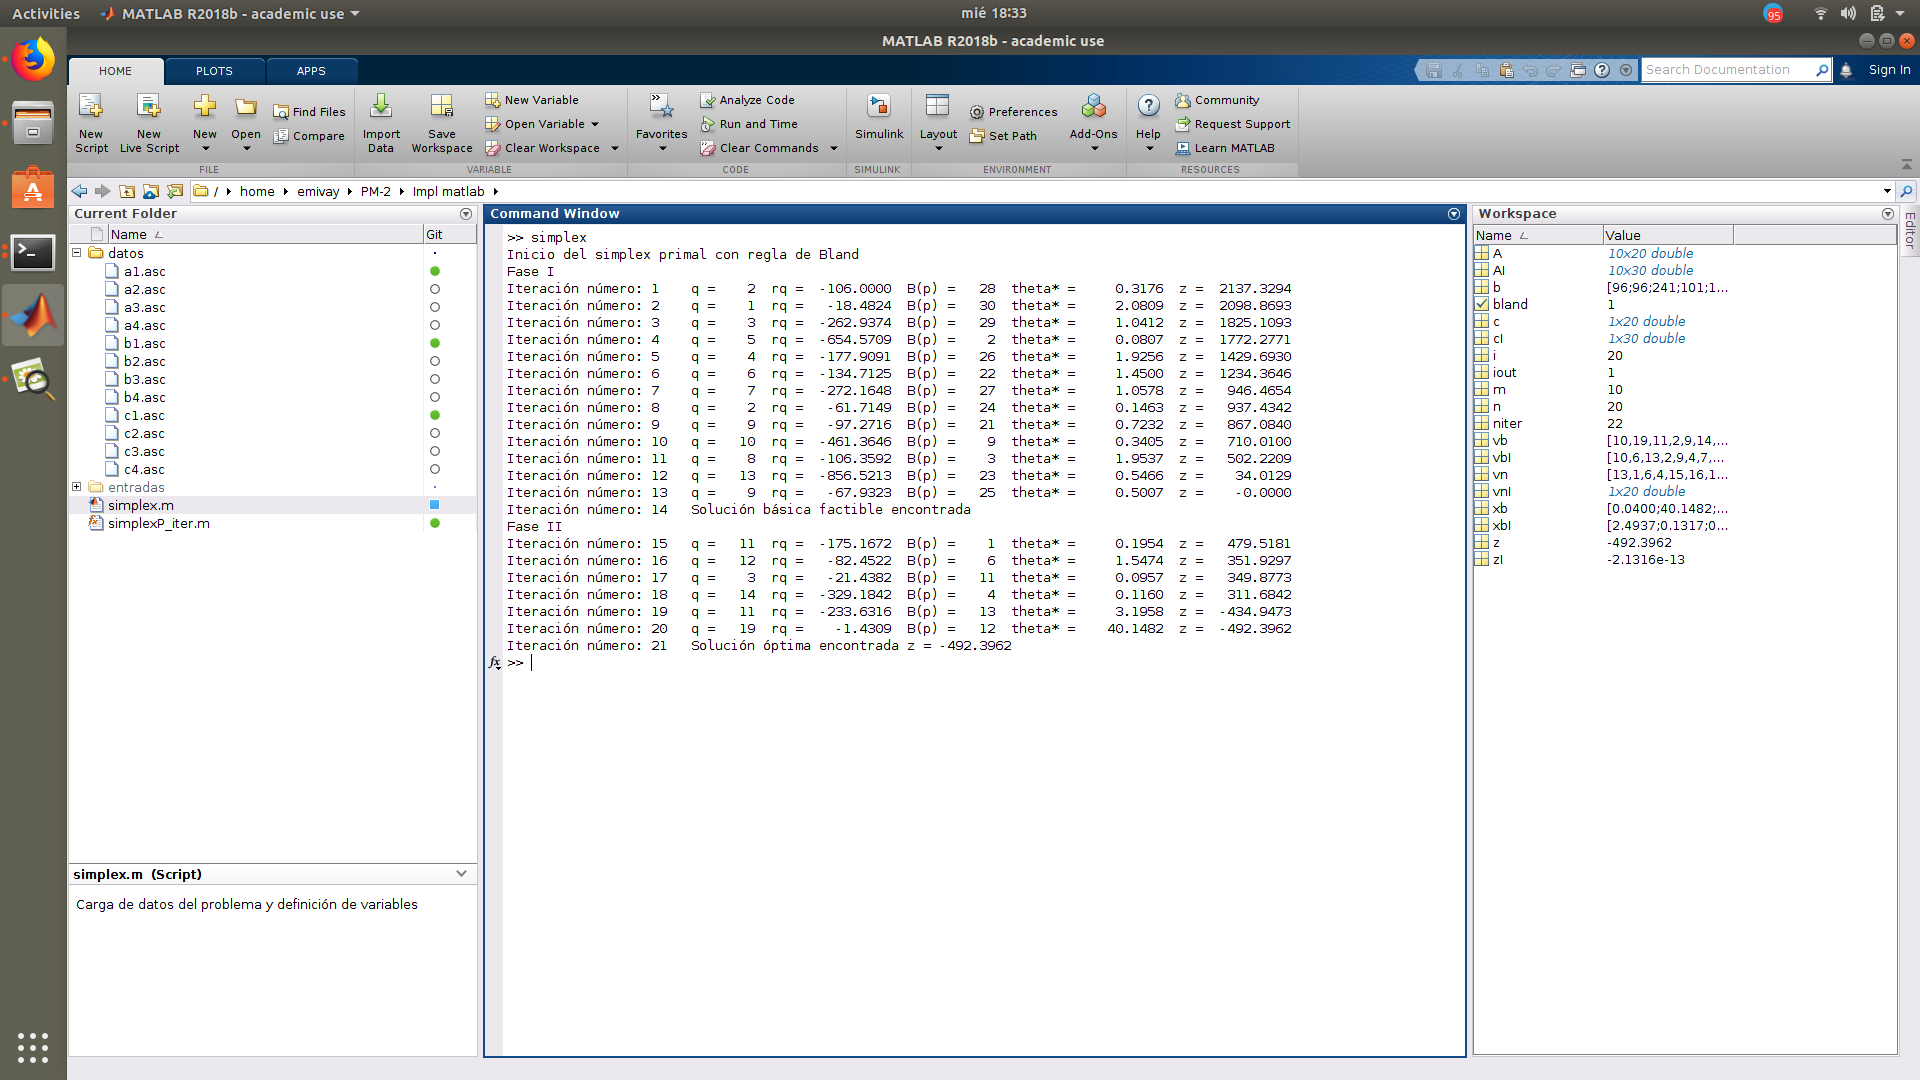 Activities MATLAB R2018b - academic use mié 18:33 95
MATLAB R2018b - academic use
HOME PLOTS APPS
Search Documentation Sign In
New Script
New Live Script
New
Open
Find Files
Compare
FILE
Import Data
Save Workspace
New Variable
Open Variable
Clear Workspace
VARIABLE
Favorites
Analyze Code
Run and Time
Clear Commands
CODE
Simulink
SIMULINK
Layout
Preferences
Set Path
Add-Ons
ENVIRONMENT
Help
Community
Request Support
Learn MATLAB
RESOURCES
/ home emivay PM-2 Impl matlab
Current Folder
Name Git
datos
a1.asc
a2.asc
a3.asc
a4.asc
b1.asc
b2.asc
b3.asc
b4.asc
c1.asc
c2.asc
c3.asc
c4.asc
entradas
simplex.m
simplexP_iter.m
simplex.m (Script)
Carga de datos del problema y definición de variables
Command Window
>> simplex
Inicio del simplex primal con regla de Bland
Fase I
Iteración número: 1 q = 2 rq = -106.0000 B(p) = 28 theta* = 0.3176 z = 2137.3294
Iteración número: 2 q = 1 rq = -18.4824 B(p) = 30 theta* = 2.0809 z = 2098.8693
Iteración número: 3 q = 3 rq = -262.9374 B(p) = 29 theta* = 1.0412 z = 1825.1093
Iteración número: 4 q = 5 rq = -654.5709 B(p) = 2 theta* = 0.0807 z = 1772.2771
Iteración número: 5 q = 4 rq = -177.9091 B(p) = 26 theta* = 1.9256 z = 1429.6930
Iteración número: 6 q = 6 rq = -134.7125 B(p) = 22 theta* = 1.4500 z = 1234.3646
Iteración número: 7 q = 7 rq = -272.1648 B(p) = 27 theta* = 1.0578 z = 946.4654
Iteración número: 8 q = 2 rq = -61.7149 B(p) = 24 theta* = 0.1463 z = 937.4342
Iteración número: 9 q = 9 rq = -97.2716 B(p) = 21 theta* = 0.7232 z = 867.0840
Iteración número: 10 q = 10 rq = -461.3646 B(p) = 9 theta* = 0.3405 z = 710.0100
Iteración número: 11 q = 8 rq = -106.3592 B(p) = 3 theta* = 1.9537 z = 502.2209
Iteración número: 12 q = 13 rq = -856.5213 B(p) = 23 theta* = 0.5466 z = 34.0129
Iteración número: 13 q = 9 rq = -67.9323 B(p) = 25 theta* = 0.5007 z = -0.0000
Iteración número: 14 Solución básica factible encontrada
Fase II
Iteración número: 15 q = 11 rq = -175.1672 B(p) = 1 theta* = 0.1954 z = 479.5181
Iteración número: 16 q = 12 rq = -82.4522 B(p) = 6 theta* = 1.5474 z = 351.9297
Iteración número: 17 q = 3 rq = -21.4382 B(p) = 11 theta* = 0.0957 z = 349.8773
Iteración número: 18 q = 14 rq = -329.1842 B(p) = 4 theta* = 0.1160 z = 311.6842
Iteración número: 19 q = 11 rq = -233.6316 B(p) = 13 theta* = 3.1958 z = -434.9473
Iteración número: 20 q = 19 rq = -1.4309 B(p) = 12 theta* = 40.1482 z = -492.3962
Iteración número: 21 Solución óptima encontrada z = -492.3962
fx >>
Workspace
Name Value
A 10x20 double
AI 10x30 double
b [96;96;241;101;1...
bland 1
c 1x20 double
cI 1x30 double
i 20
iout 1
m 10
n 20
niter 22
vb [10,19,11,2,9,14,...
vbI [10,6,13,2,9,4,7,...
vn [13,1,6,4,15,16,1...
vnI 1x20 double
xb [0.0400;40.1482;...
xbI [2.4937;0.1317;0...
z -492.3962
zI -2.1316e-13
Editor